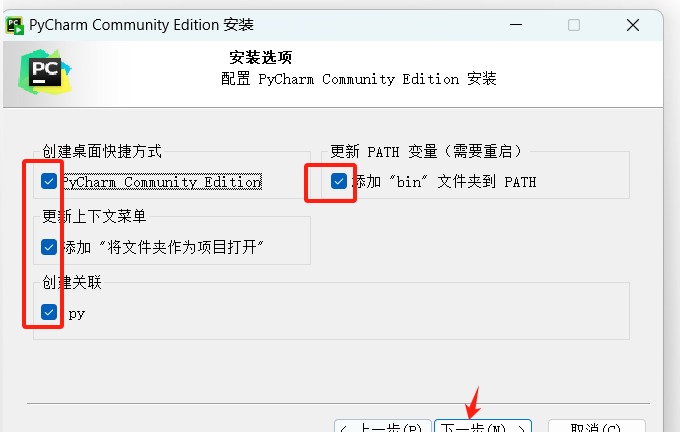 PyCharm Community Edition 安装
PC
安装选项
配置 PyCharm Community Edition 安装
创建桌面快捷方式
PyCharm Community Edition
更新 PATH 变量（需要重启）
添加 "bin" 文件夹到 PATH
更新上下文菜单
添加 "将文件夹作为项目打开"
创建关联
py
< 上一步(P)
下一步(N) >
取消(C)